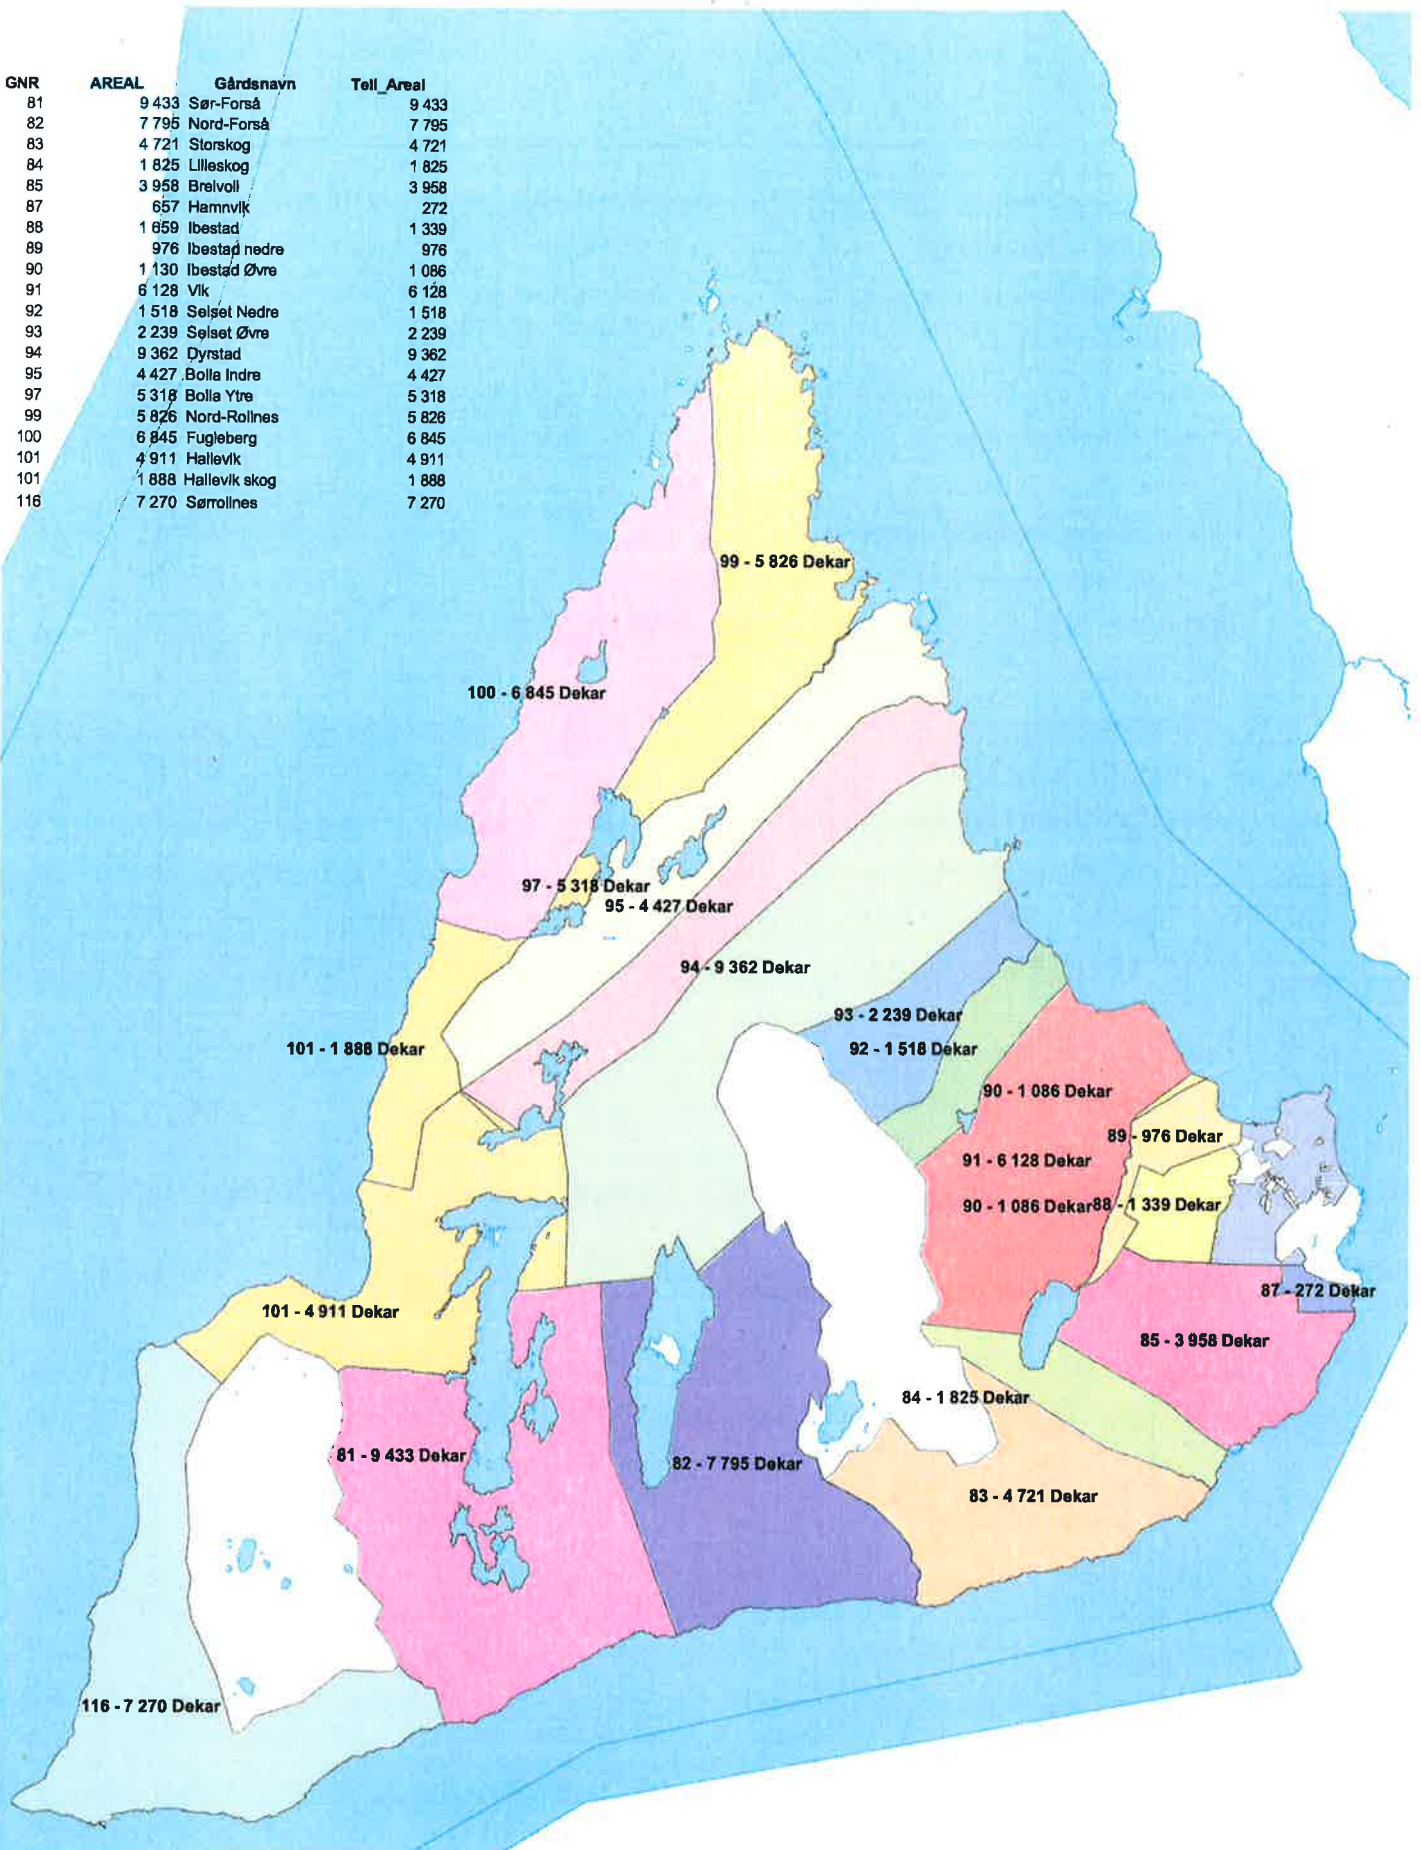 GNR AREAL Gårdsnavn Tell_Areal
81 9 433 Sør-Forså 9 433
82 7 795 Nord-Forså 7 795
83 4 721 Storskog 4 721
84 1 825 Lilleskog 1 825
85 3 958 Breivoll 3 958
87 657 Hamnvik 272
88 1 659 Ibestad 1 339
89 976 Ibestad nedre 976
90 1 130 Ibestad Øvre 1 086
91 6 128 Vik 6 128
92 1 518 Selset Nedre 1 518
93 2 239 Selset Øvre 2 239
94 9 362 Dyrstad 9 362
95 4 427 Bolla Indre 4 427
97 5 318 Bolla Ytre 5 318
99 5 826 Nord-Rollnes 5 826
100 6 845 Fugleberg 6 845
101 4 911 Hallevik 4 911
101 1 888 Hallevik skog 1 888
116 7 270 Sørrollnes 7 270
99 - 5 826 Dekar
100 - 6 845 Dekar
97 - 5 318 Dekar
95 - 4 427 Dekar
94 - 9 362 Dekar
93 - 2 239 Dekar
101 - 1 888 Dekar
92 - 1 518 Dekar
90 - 1 086 Dekar
89 - 976 Dekar
91 - 6 128 Dekar
90 - 1 086 Dekar
88 - 1 339 Dekar
87 - 272 Dekar
101 - 4 911 Dekar
85 - 3 958 Dekar
84 - 1 825 Dekar
81 - 9 433 Dekar
82 - 7 795 Dekar
83 - 4 721 Dekar
116 - 7 270 Dekar